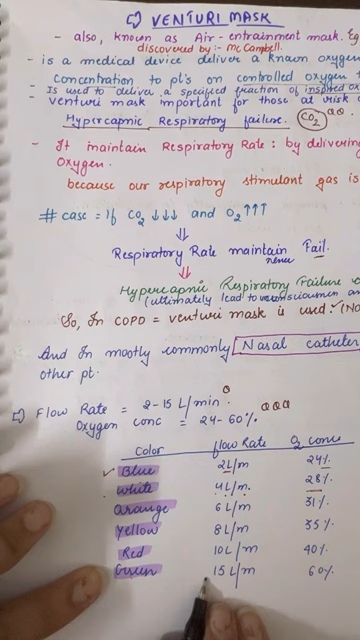 c) VENTURI MASK
- also, known as Air-entrainment mask. Eg
discovered by :- Mc Campbell.
- is a medical device deliver a known oxygen
concentration to pt's on controlled oxygen
- Is used to deliver a specified fraction of inspired ox
- venturi mask important for those at risk
Hypercapnic Respiratory failure. CO2
- It maintain Respiratory Rate : by delivering
Oxygen.
because our respiratory stimulant gas is
# case = If CO2 ↓↓↓ and O2 ↑↑↑
⇓
Respiratory Rate maintain Fail.
⇓
Hypercapnic Respiratory Failure
(ultimately lead to
So, In COPD = venturi mask is used. (NO
And In mostly commonly Nasal catheter
other pt.
⇒ Flow Rate = 2-15 L/min
Oxygen conc = 24-60%. QQQ
Color flow Rate O2 conc
✓ Blue 2L/m 24%
White 4L/m. 28%
Orange 6 L/m 31%
Yellow 8L/m 35%
Red 10L/m 40%
Green 15 L/m 60%